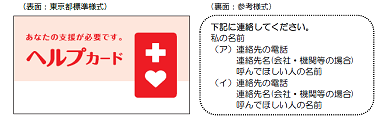 (表面：東京都標準様式)
あなたの支援が必要です。
ヘルプカード
(裏面：参考様式)
下記に連絡してください。
私の名前
(ア) 連絡先の電話
連絡先名(会社・機関等の場合)
呼んでほしい人の名前
(イ) 連絡先の電話
連絡先名(会社・機関等の場合)
呼んでほしい人の名前